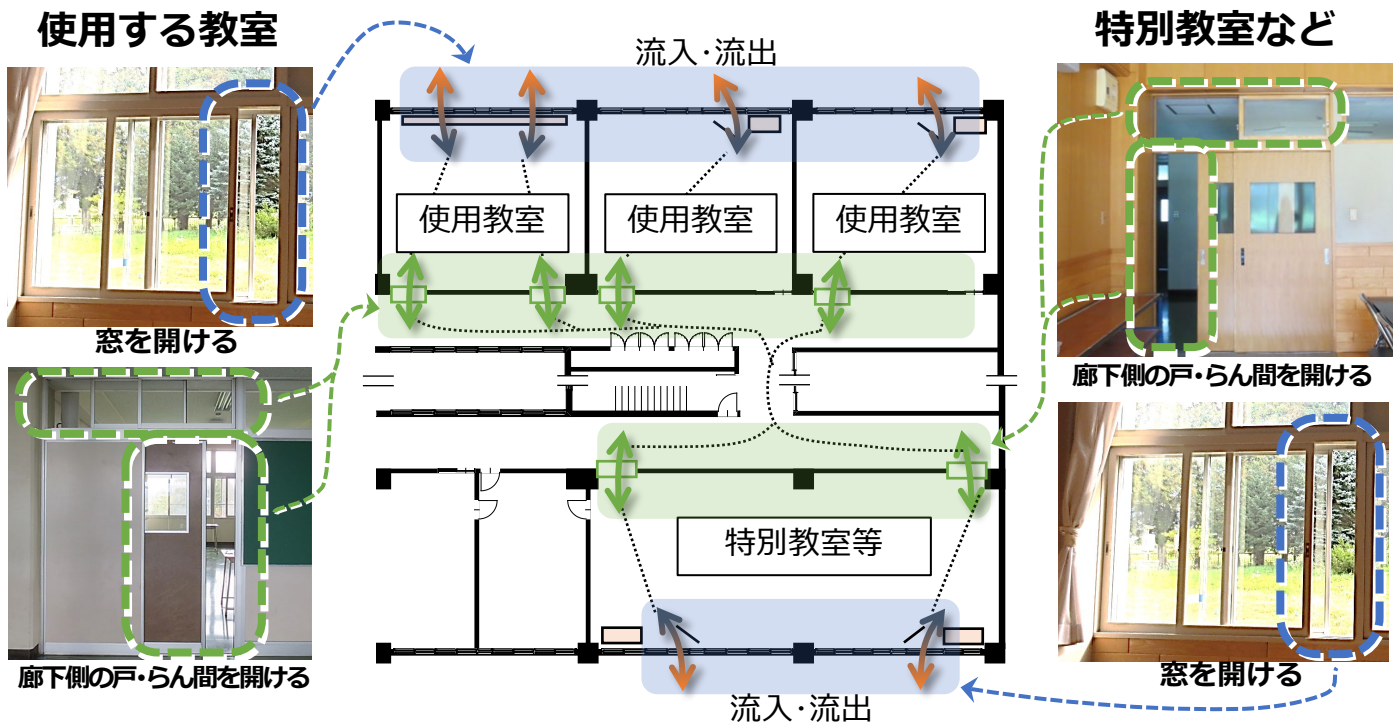 使用する教室
特別教室など
流入・流出
使用教室
使用教室
使用教室
窓を開ける
廊下側の戸・らん間を開ける
廊下側の戸・らん間を開ける
特別教室等
窓を開ける
流入・流出